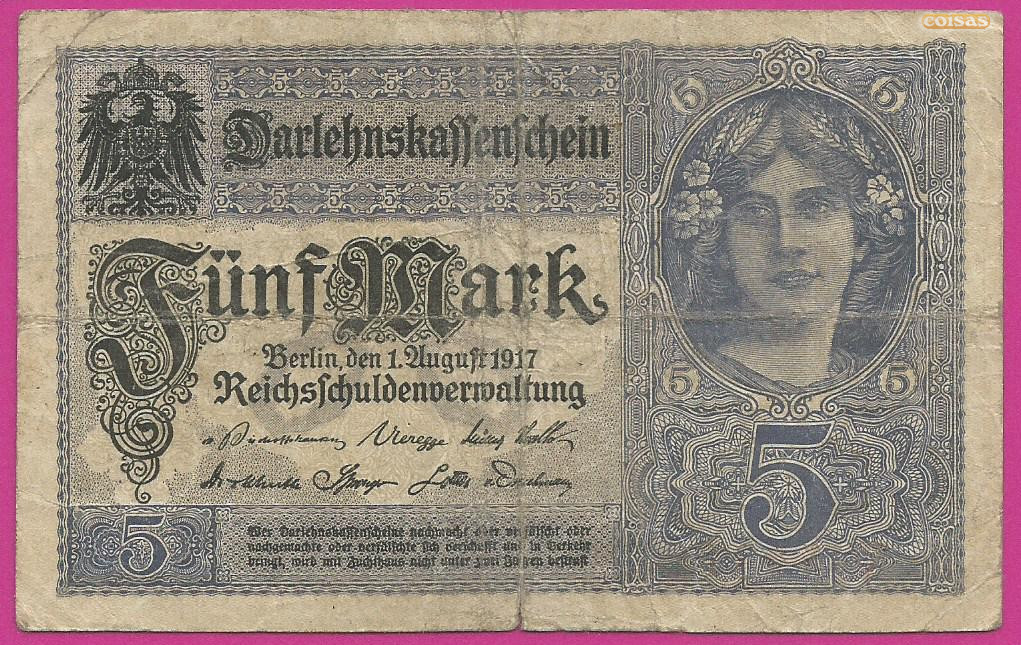 coisas
5 5
Darlehnskassenschein
Fünf Mark
Berlin, den 1. August 1917
Reichsschuldenverwaltung
Vieregge
5 5
5
5
Wer Darlehnskassenscheine nachmacht oder verfälscht oder
nachgemachte oder verfälschte sich verschafft und in Verkehr
bringt, wird mit Zuchthaus nicht unter zwei Jahren bestraft